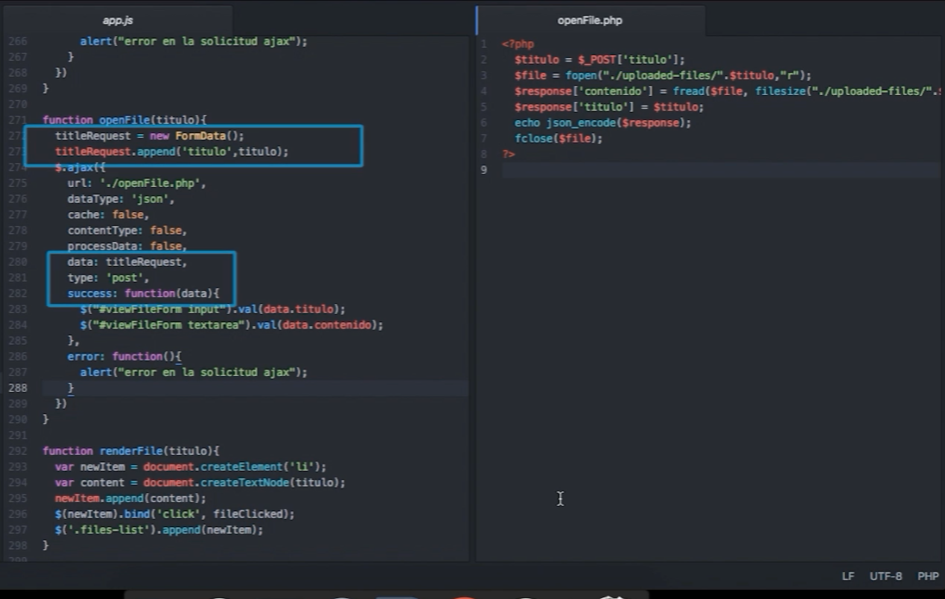 app.js
266 alert("error en la solicitud ajax");
267 }
268 })
269 }
270
271 function openFile(titulo){
272 titleRequest = new FormData();
273 titleRequest.append('titulo',titulo);
274 $.ajax({
275 url: './openFile.php',
276 dataType: 'json',
277 cache: false,
278 contentType: false,
279 processData: false,
280 data: titleRequest,
281 type: 'post',
282 success: function(data){
283 $("#viewFileForm input").val(data.titulo);
284 $("#viewFileForm textarea").val(data.contenido);
285 },
286 error: function(){
287 alert("error en la solicitud ajax");
288 }
289 })
290 }
291
292 function renderFile(titulo){
293 var newItem = document.createElement('li');
294 var content = document.createTextNode(titulo);
295 newItem.append(content);
296 $(newItem).bind('click', fileClicked);
297 $('.files-list').append(newItem);
298 }
openFile.php
1 <?php
2 $titulo = $_POST['titulo'];
3 $file = fopen("./uploaded-files/".$titulo,"r");
4 $response['contenido'] = fread($file, filesize("./uploaded-files/".$
5 $response['titulo'] = $titulo;
6 echo json_encode($response);
7 fclose($file);
8 ?>
9
LF UTF-8 PHP